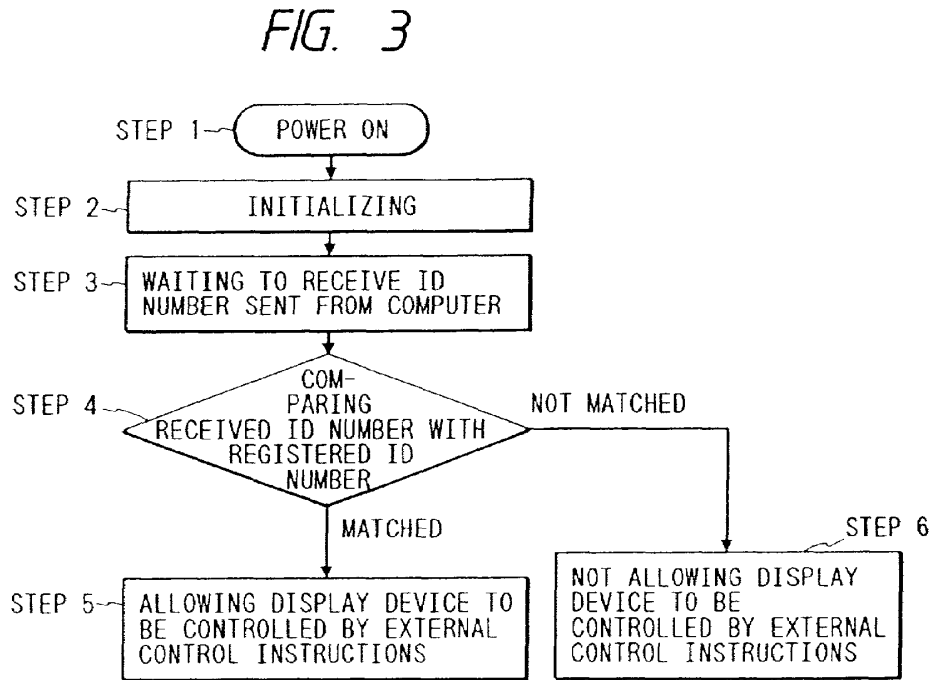 FIG. 3
STEP 1
POWER ON
STEP 2
INITIALIZING
STEP 3
WAITING TO RECEIVE ID
NUMBER SENT FROM COMPUTER
STEP 4
COM-
PARING
RECEIVED ID NUMBER WITH
REGISTERED ID
NUMBER
NOT MATCHED
MATCHED
STEP 5
ALLOWING DISPLAY DEVICE TO
BE CONTROLLED BY EXTERNAL
CONTROL INSTRUCTIONS
STEP 6
NOT ALLOWING DISPLAY
DEVICE TO BE
CONTROLLED BY EXTERNAL
CONTROL INSTRUCTIONS